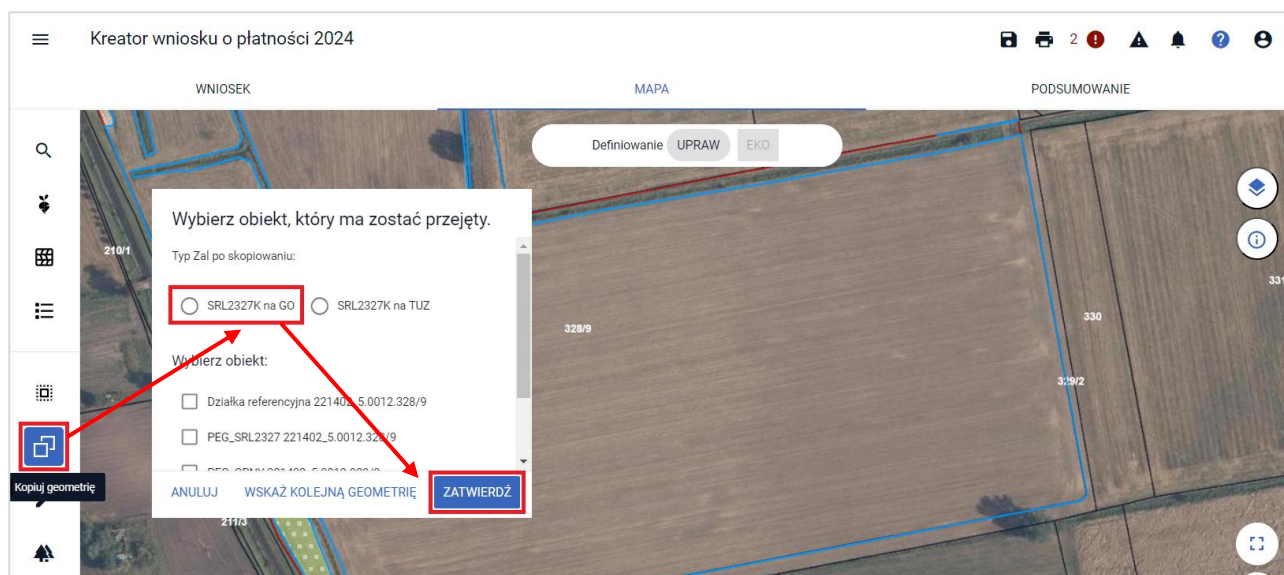 Kreator wniosku o płatności 2024
2
WNIOSEK
MAPA
PODSUMOWANIE
Definiowanie UPRAW EKO
Wybierz obiekt, który ma zostać przejęty.
Typ Zal po skopiowaniu:
SRL2327K na GO
SRL2327K na TUZ
Wybierz obiekt:
Działka referencyjna 221402_5.0012.328/9
PEG_SRL2327 221402_5.0012.328/9
ANULUJ
WSKAŻ KOLEJNĄ GEOMETRIĘ
ZATWIERDŹ
Kopiuj geometrię
210/1
328/9
330
331
329/2
211/3